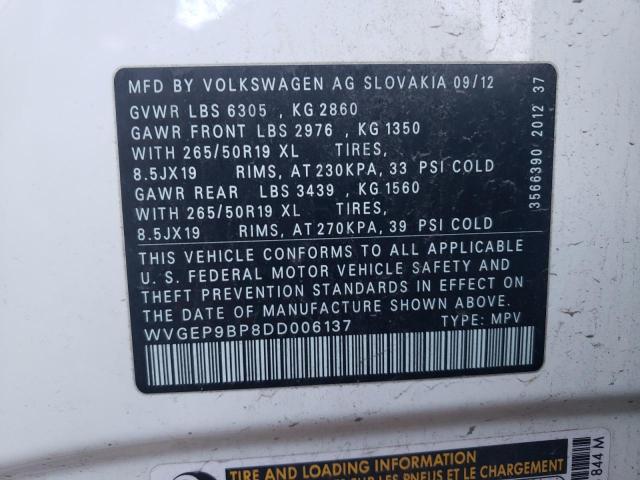 MFD BY VOLKSWAGEN AG SLOVAKIA 09/12
GVWR LBS 6305 , KG 2860
GAWR FRONT LBS 2976 , KG 1350
WITH 265/50R19 XL TIRES,
8.5JX19 RIMS, AT 230KPA, 33 PSI COLD
GAWR REAR LBS 3439 , KG 1560
WITH 265/50R19 XL TIRES,
8.5JX19 RIMS, AT 270KPA, 39 PSI COLD
THIS VEHICLE CONFORMS TO ALL APPLICABLE
U. S. FEDERAL MOTOR VEHICLE SAFETY AND
THEFT PREVENTION STANDARDS IN EFFECT ON
THE DATE OF MANUFACTURE SHOWN ABOVE.
WVGEP9BP8DD006137 TYPE: MPV
3566390 2012 37
TIRE AND LOADING INFORMATION
SUR LES PNEUS ET LE CHARGEMENT
844 M